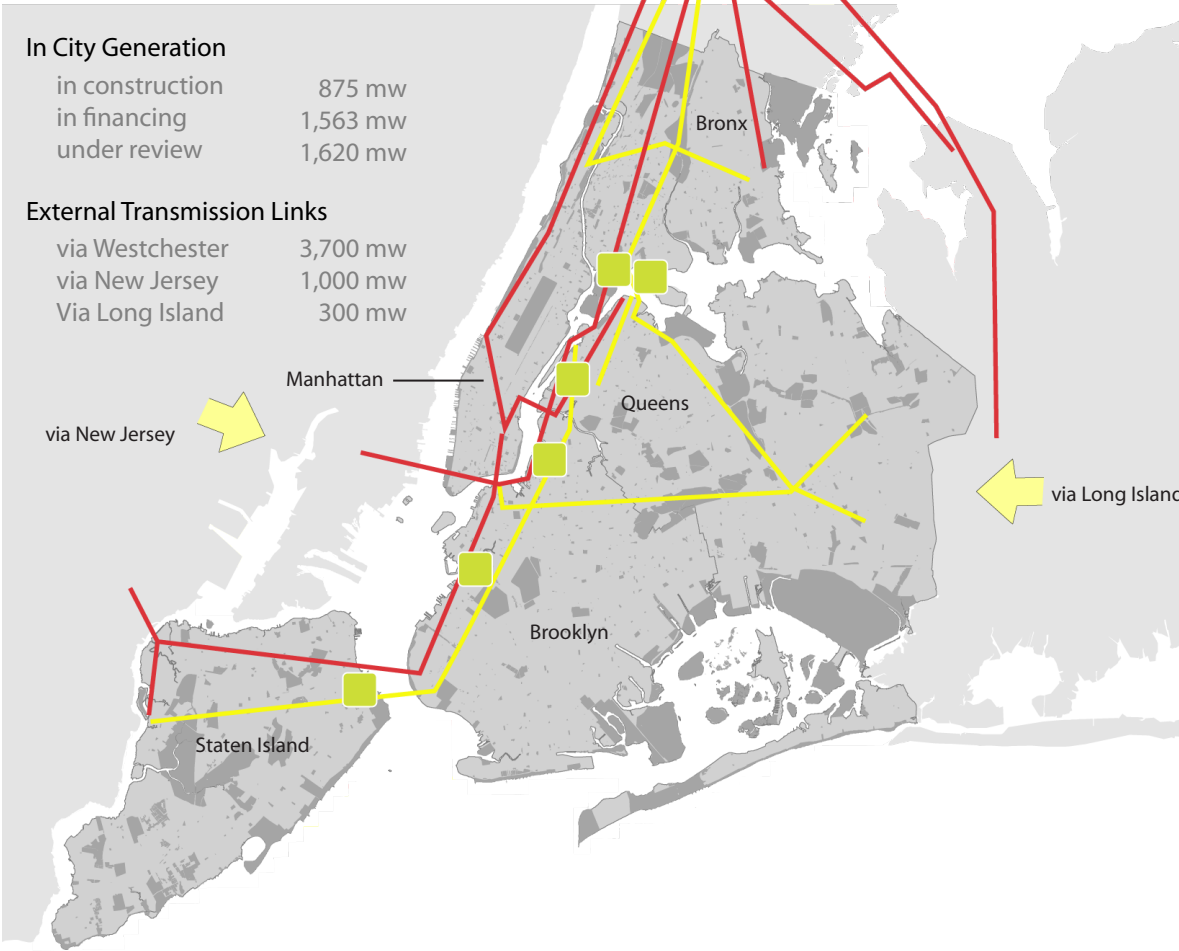 In City Generation
in construction 875 mw
in financing 1,563 mw
under review 1,620 mw
External Transmission Links
via Westchester 3,700 mw
via New Jersey 1,000 mw
Via Long Island 300 mw
Bronx
Manhattan
Queens
via New Jersey
via Long Island
Brooklyn
Staten Island